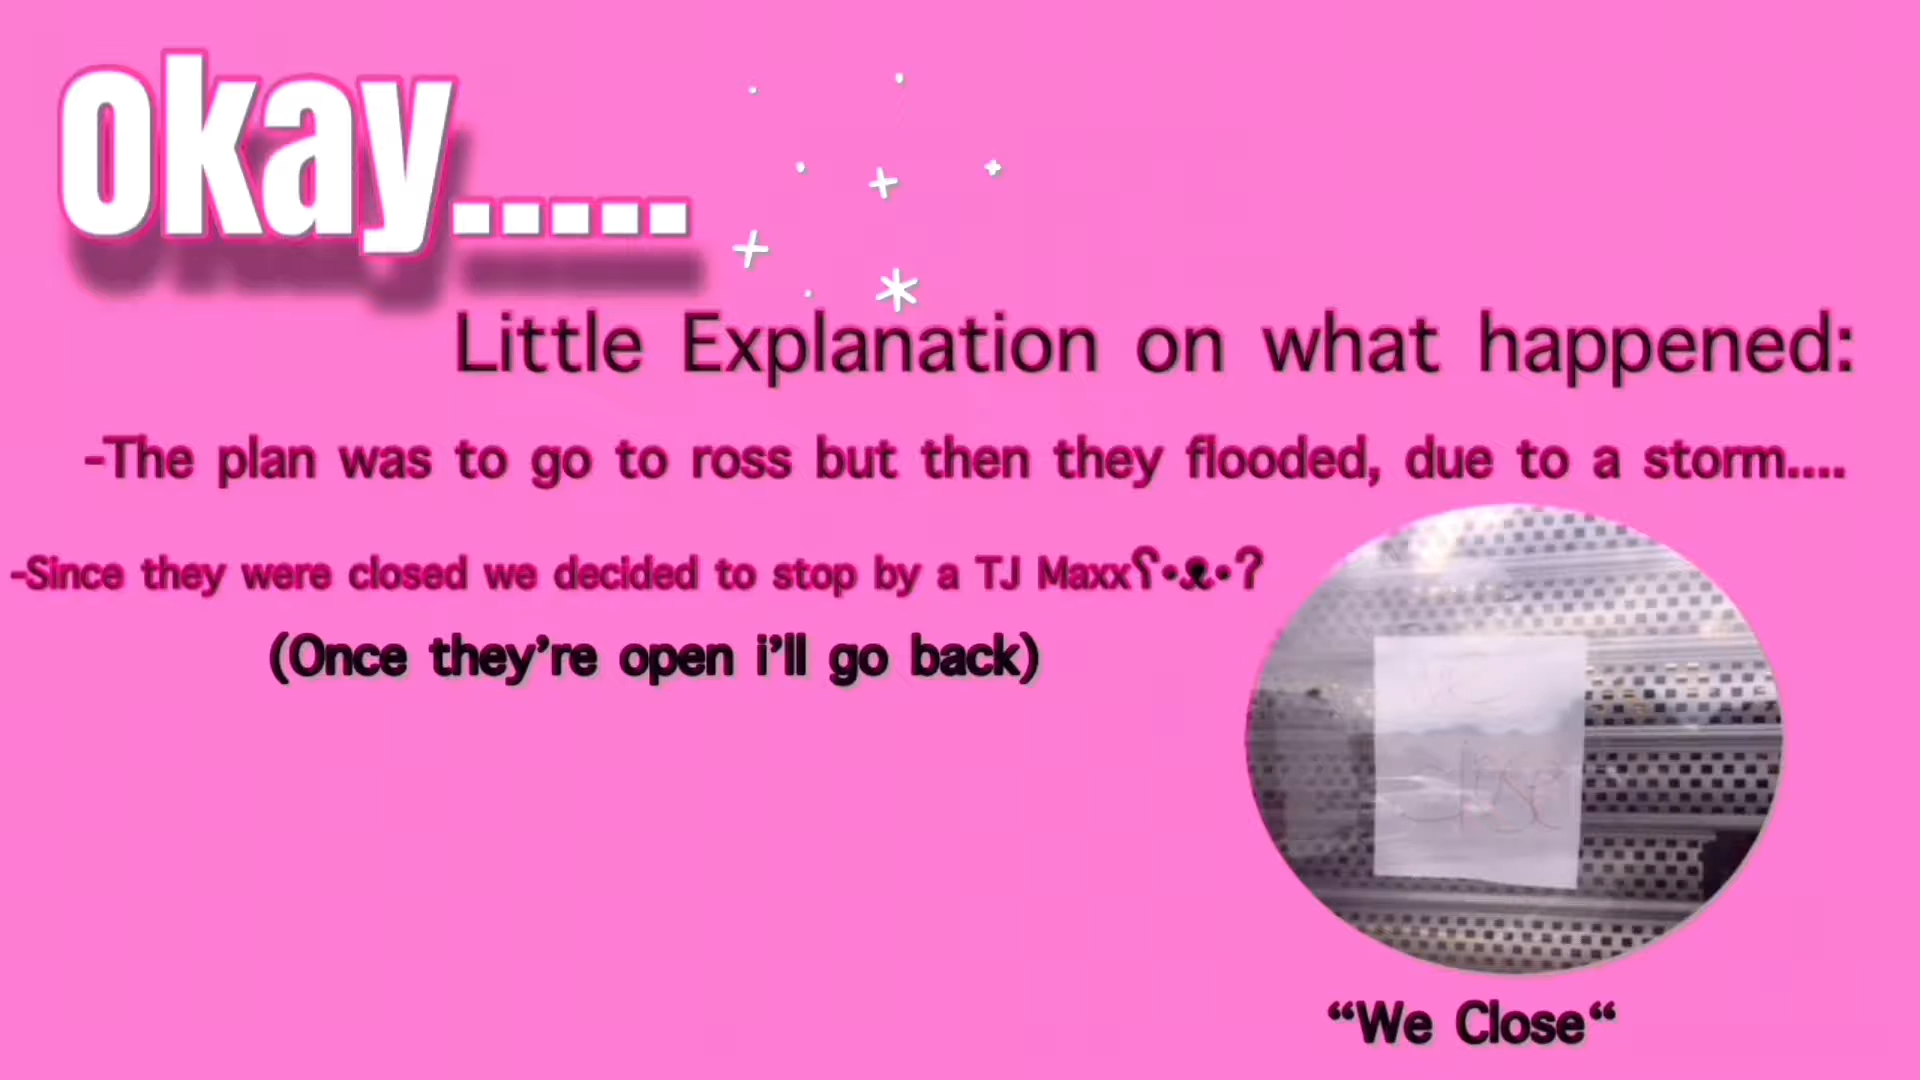 okay.....
Little Explanation on what happened:
-The plan was to go to ross but then they flooded, due to a storm....
-Since they were closed we decided to stop by a TJ Maxxʕ•ᴥ•ʔ
(Once they're open i'll go back)
We
close
“We Close“